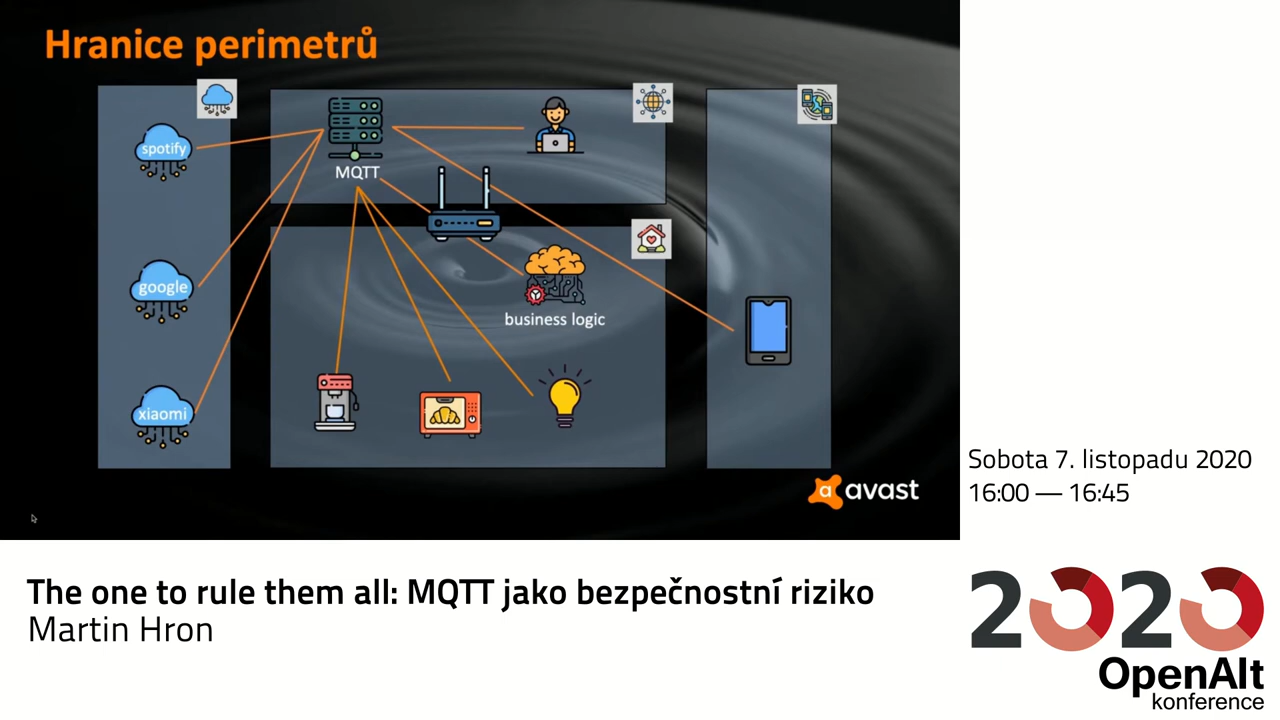 Hranice perimetrů
spotify
MQTT
google
business logic
xiaomi
a avast
Sobota 7. listopadu 2020
16:00 — 16:45
The one to rule them all: MQTT jako bezpečnostní riziko
Martin Hron
2020
OpenAlt
konference